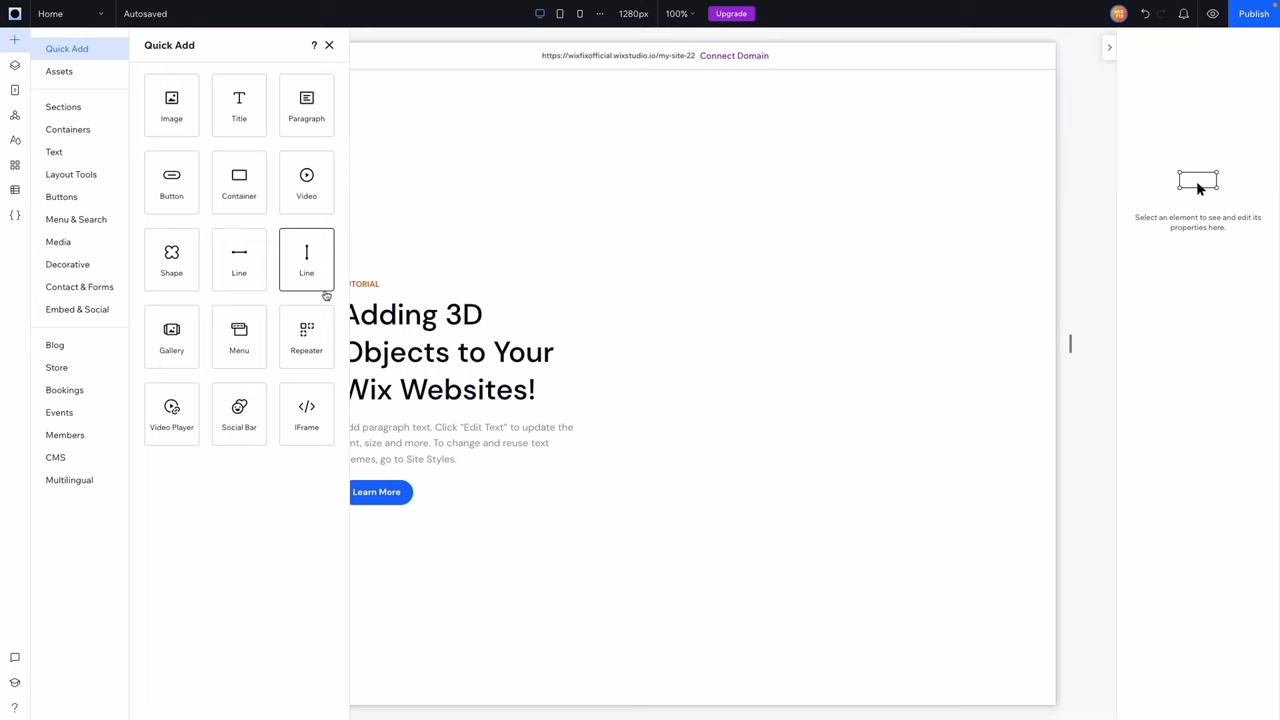 Home
Autosaved
1280px
100%
Upgrade
Publish
Quick Add
Assets
Sections
Containers
Text
Layout Tools
Buttons
Menu & Search
Media
Decorative
Contact & Forms
Embed & Social
Blog
Store
Bookings
Events
Members
CMS
Multilingual
Quick Add
?
Image
Title
Paragraph
Button
Container
Video
Shape
Line
Line
Gallery
Menu
Repeater
Video Player
Social Bar
IFrame
https://wixfixofficial.wixstudio.io/my-site-22 Connect Domain
UTORIAL
Adding 3D
Objects to Your
Wix Websites!
dd paragraph text. Click “Edit Text” to update the
nt, size and more. To change and reuse text
emes, go to Site Styles.
Learn More
Select an element to see and edit its
properties here.